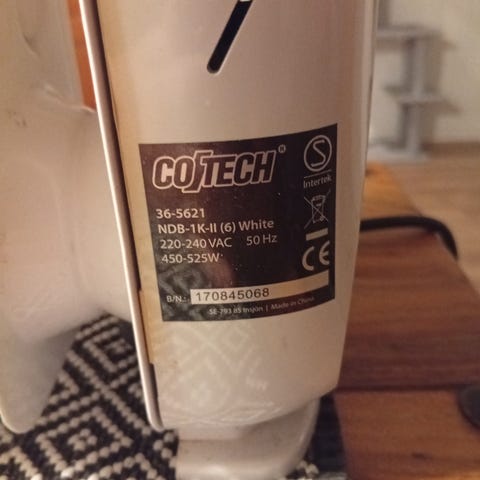 COTECH®
S
Intertek
36-5621
NDB-1K-II (6) White
220-240 VAC 50 Hz
450-525W
CE
B/N.: 170845068
SE-793 85 Insjön | Made in China